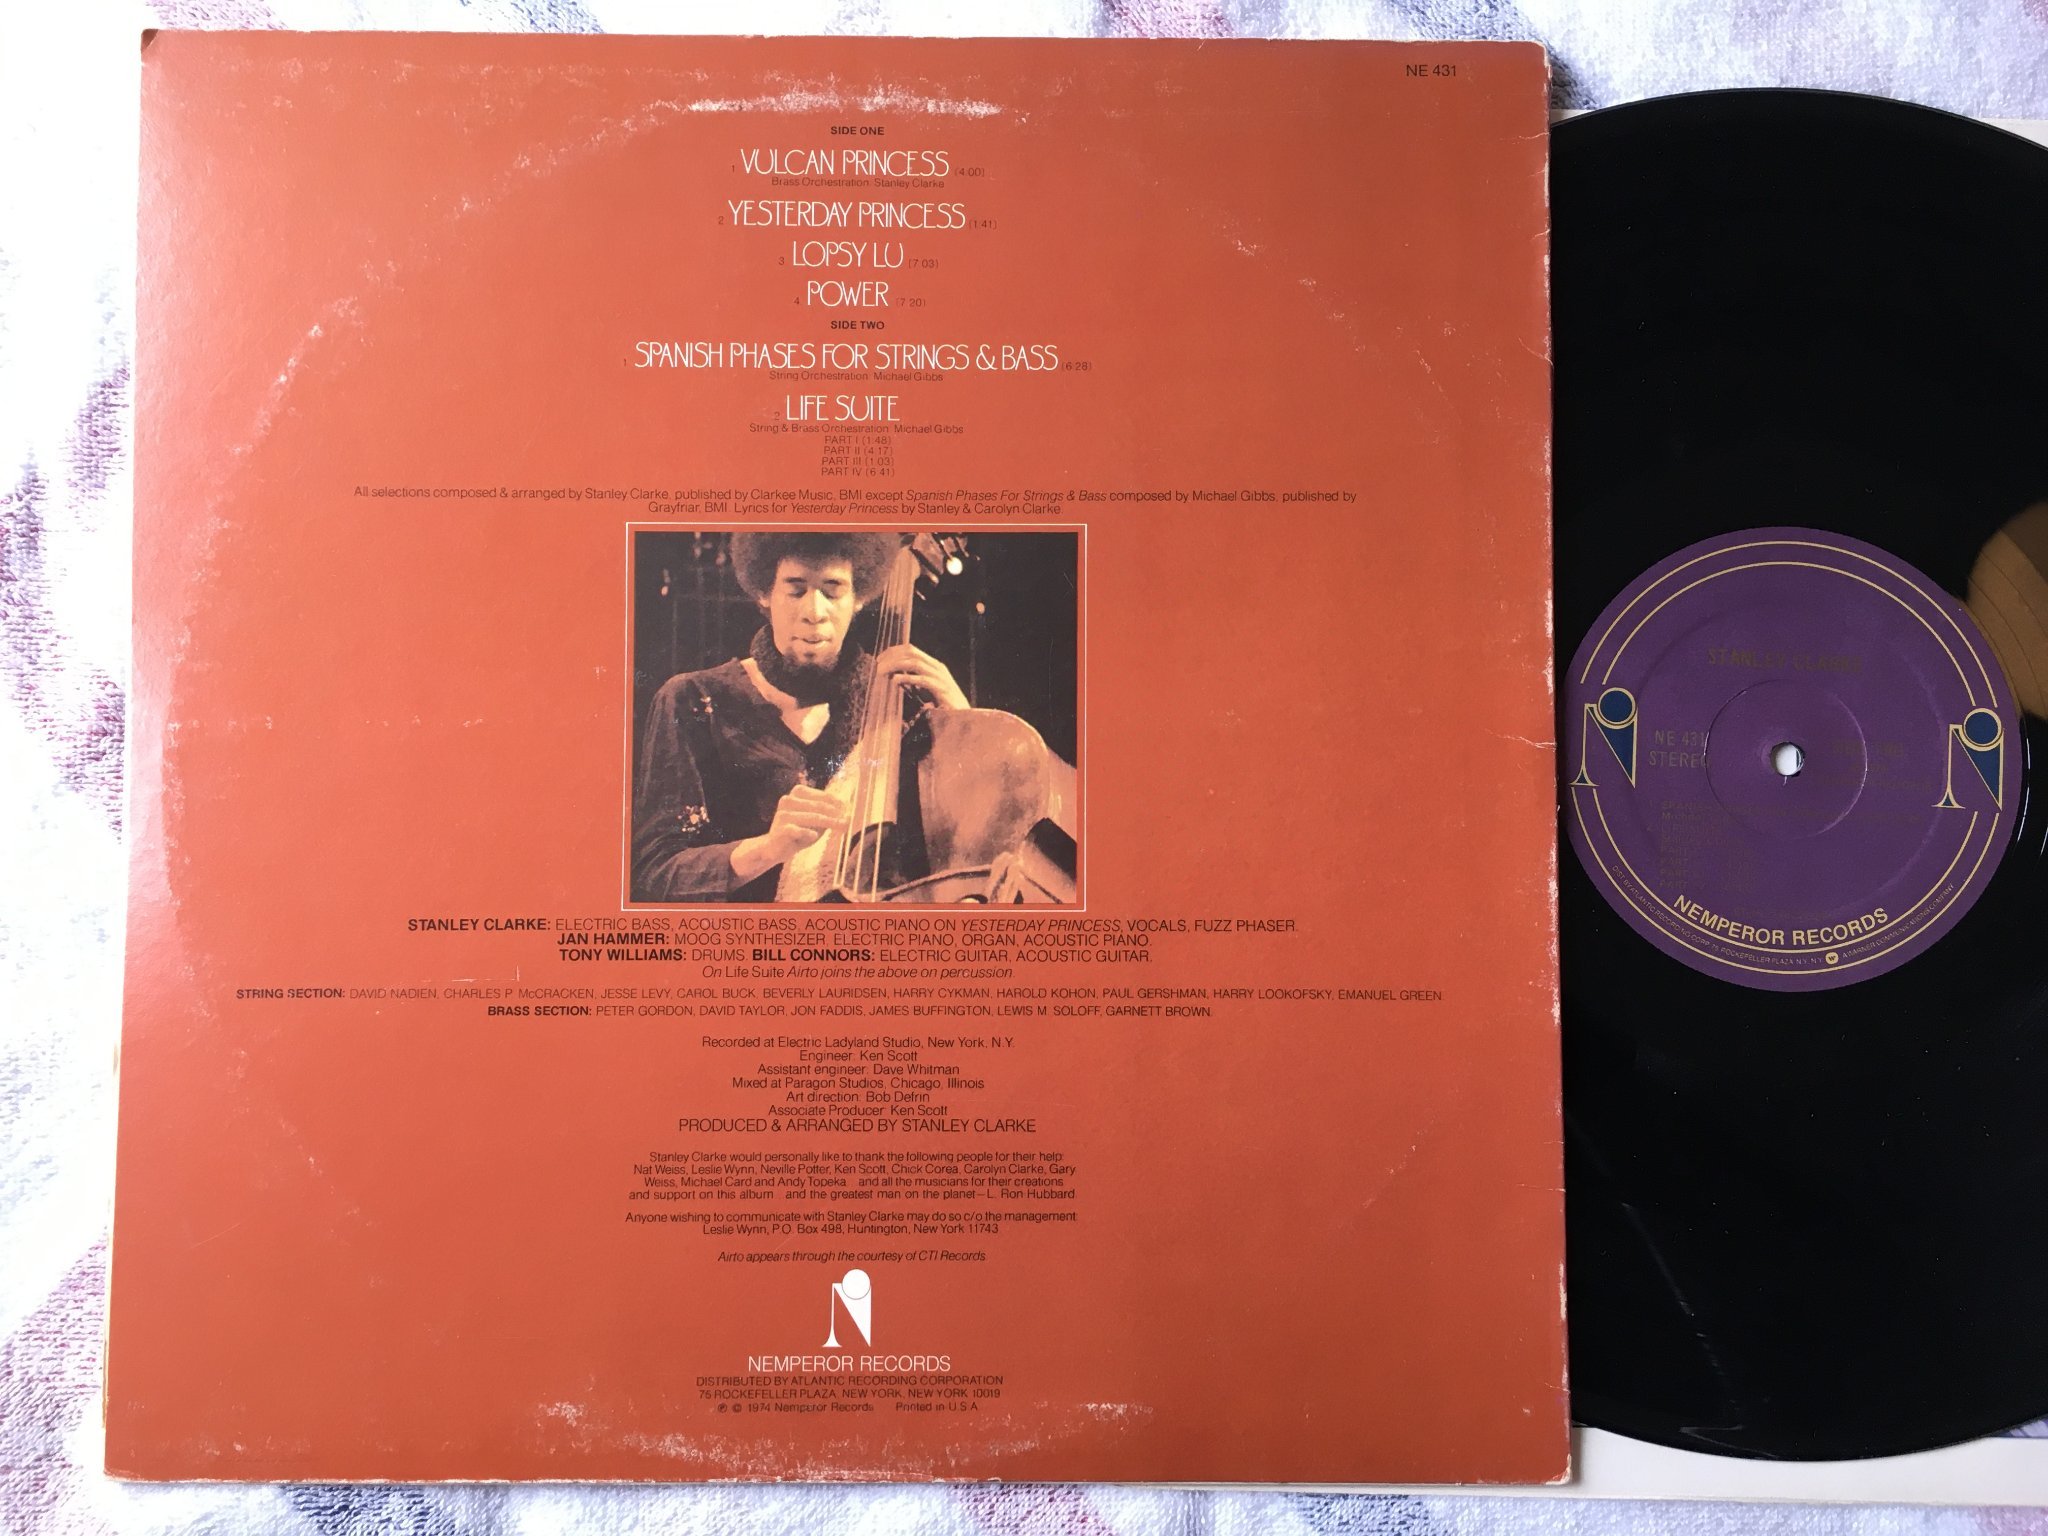 NE 431
SIDE ONE
1 VULCAN PRINCESS (4:00)
Brass Orchestration: Stanley Clarke
2 YESTERDAY PRINCESS (1:41)
3 LOPSY LU (7:03)
4 POWER (7:20)
SIDE TWO
1 SPANISH PHASES FOR STRINGS & BASS (6:28)
String Orchestration: Michael Gibbs
2 LIFE SUITE
String & Brass Orchestration: Michael Gibbs
PART I (1:48)
PART II (4:17)
PART III (1:03)
PART IV (6:41)
All selections composed & arranged by Stanley Clarke, published by Clarkee Music, BMI except Spanish Phases For Strings & Bass composed by Michael Gibbs, published by
Grayfriar, BMI. Lyrics for Yesterday Princess by Stanley & Carolyn Clarke.
STANLEY CLARKE: ELECTRIC BASS, ACOUSTIC BASS, ACOUSTIC PIANO ON YESTERDAY PRINCESS, VOCALS, FUZZ PHASER.
JAN HAMMER: MOOG SYNTHESIZER, ELECTRIC PIANO, ORGAN, ACOUSTIC PIANO.
TONY WILLIAMS: DRUMS. BILL CONNORS: ELECTRIC GUITAR, ACOUSTIC GUITAR.
On Life Suite Airto joins the above on percussion.
STRING SECTION: DAVID NADIEN, CHARLES P. McCRACKEN, JESSE LEVY, CAROL BUCK, BEVERLY LAURIDSEN, HARRY CYKMAN, HAROLD KOHON, PAUL GERSHMAN, HARRY LOOKOFSKY, EMANUEL GREEN.
BRASS SECTION: PETER GORDON, DAVID TAYLOR, JON FADDIS, JAMES BUFFINGTON, LEWIS M. SOLOFF, GARNETT BROWN.
Recorded at Electric Ladyland Studio, New York, N.Y.
Engineer: Ken Scott
Assistant engineer: Dave Whitman
Mixed at Paragon Studios, Chicago, Illinois
Art direction: Bob Defrin
Associate Producer: Ken Scott
PRODUCED & ARRANGED BY STANLEY CLARKE
Stanley Clarke would personally like to thank the following people for their help:
Nat Weiss, Leslie Wynn, Neville Potter, Ken Scott, Chick Corea, Carolyn Clarke, Gary
Weiss, Michael Card and Andy Topeka...and all the musicians for their creations
and support on this album...and the greatest man on the planet—L. Ron Hubbard.
Anyone wishing to communicate with Stanley Clarke may do so c/o the management:
Leslie Wynn, P.O. Box 498, Huntington, New York 11743.
Airto appears through the courtesy of CTI Records.
NEMPEROR RECORDS
DISTRIBUTED BY ATLANTIC RECORDING CORPORATION
75 ROCKEFELLER PLAZA, NEW YORK, NEW YORK 10019
℗ © 1974 Nemperor Records Printed in U.S.A.
STANLEY CLARKE
NE 431
STEREO
PART
NEMPEROR RECORDS
DIST. BY ATLANTIC RECORDING CORP. 75 ROCKEFELLER PLAZA, N.Y., N.Y. W A WARNER COMMUNICATIONS COMPANY